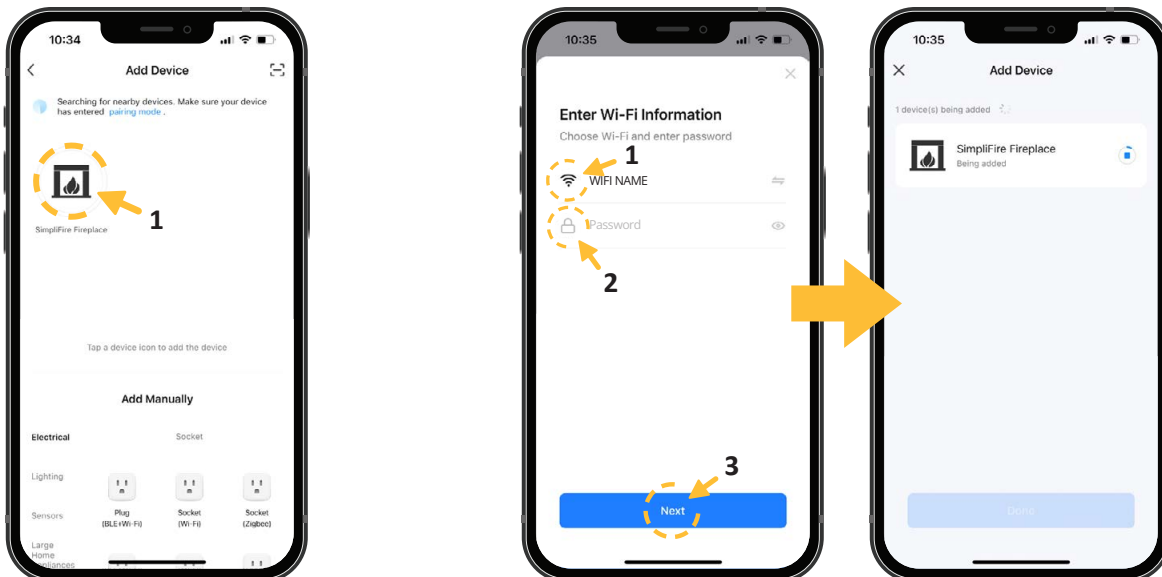 10:34
Add Device
Searching for nearby devices. Make sure your device
has entered pairing mode .
1
SimpliFire Fireplace
Tap a device icon to add the device
Add Manually
Electrical
Socket
Lighting
Sensors
Plug
(BLE+Wi-Fi)
Socket
(Wi-Fi)
Socket
(Zigbee)
Large
Home
10:35
Enter Wi-Fi Information
Choose Wi-Fi and enter password
1
WIFI NAME
Password
2
3
Next
10:35
Add Device
1 device(s) being added
SimpliFire Fireplace
Being added
Done